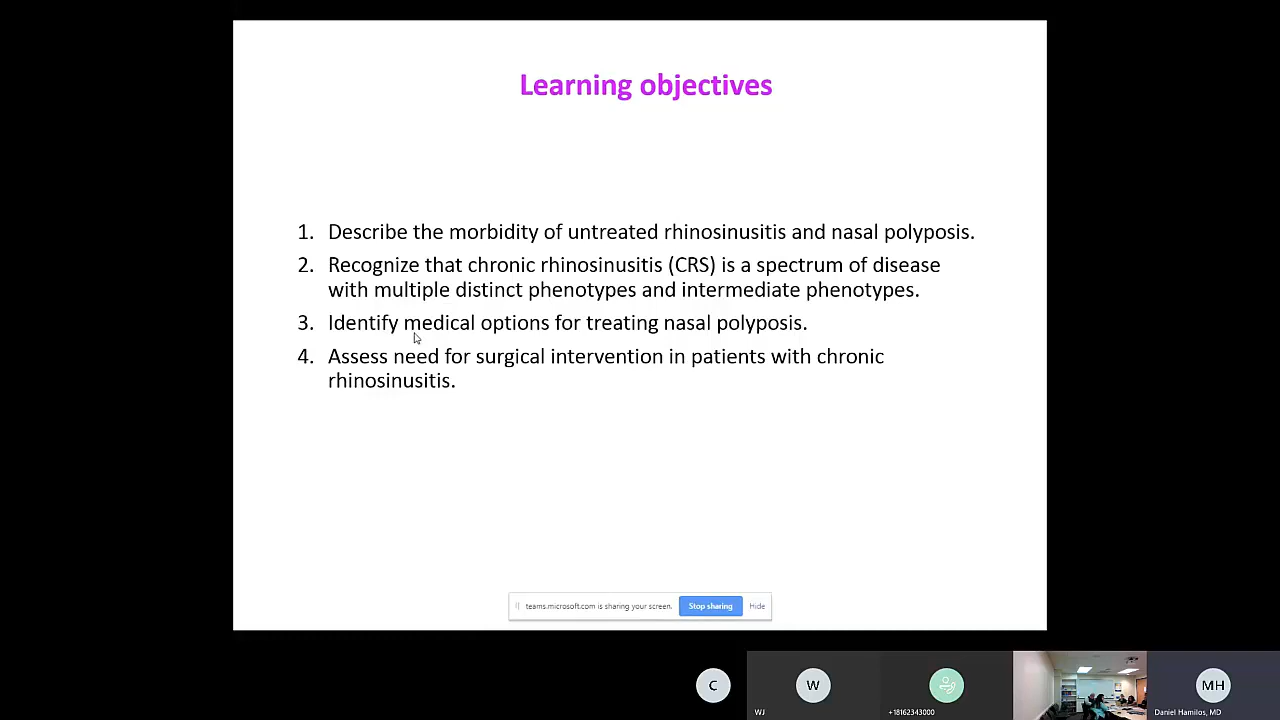 Learning objectives
1. Describe the morbidity of untreated rhinosinusitis and nasal polyposis.
2. Recognize that chronic rhinosinusitis (CRS) is a spectrum of disease
with multiple distinct phenotypes and intermediate phenotypes.
3. Identify medical options for treating nasal polyposis.
4. Assess need for surgical intervention in patients with chronic
rhinosinusitis.
teams.microsoft.com is sharing your screen. Stop sharing Hide
C W MH
WJ +18162343000 Daniel Hamilos, MD